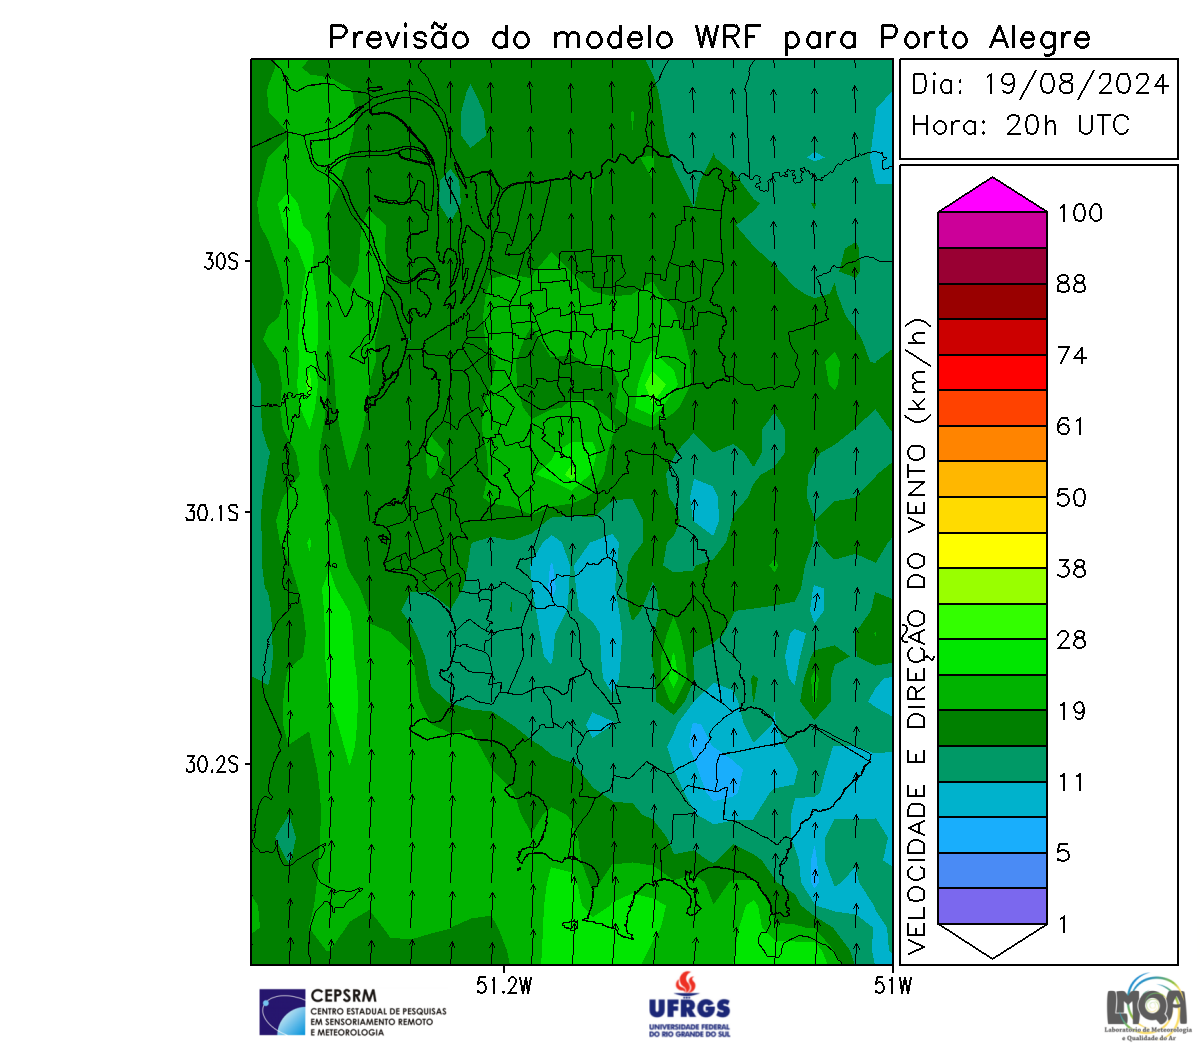 Previsão do modelo WRF para Porto Alegre
Dia: 19/08/2024
Hora: 20h UTC
30S
30.1S
30.2S
51.2W
51W
VELOCIDADE E DIREÇÃO DO VENTO (km/h)
100
88
74
61
50
38
28
19
11
5
1
CEPSRM
CENTRO ESTADUAL DE PESQUISAS
EM SENSORIAMENTO REMOTO
E METEOROLOGIA
UFRGS
UNIVERSIDADE FEDERAL
DO RIO GRANDE DO SUL
LMQA
Laboratório de Meteorologia
e Qualidade do Ar